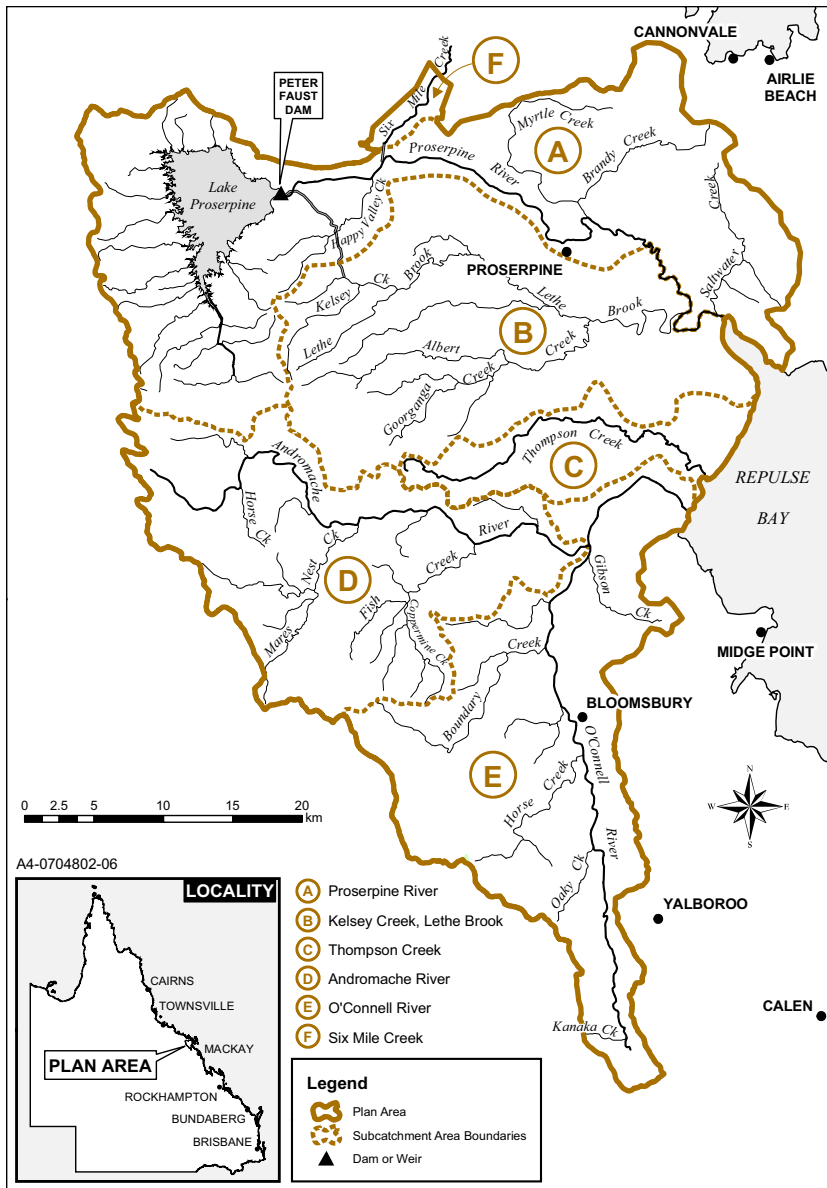 CANNONVALE
AIRLIE
BEACH
F
Six Mile Creek
PETER
FAUST
DAM
Myrtle Creek
A
Brandy Creek
Proserpine River
Saltwater Creek
Lake
Proserpine
Happy Valley Ck
PROSERPINE
Kelsey Ck
Lethe Brook
Lethe Brook
B
Albert Creek
Goorganga Creek
Thompson Creek
C
REPULSE
BAY
Andromache River
Horse Ck
Mares Nest Ck
D
Fish Creek
Coppermine Ck
Gibson Ck
MIDGE POINT
Boundary Creek
BLOOMSBURY
O'Connell River
E
Horse Creek
N
W E
S
0 2.5 5 10 15 20
km
Oaky Ck
YALBOROO
CALEN
Kanaka Ck
A4-0704802-06
LOCALITY
CAIRNS
TOWNSVILLE
MACKAY
PLAN AREA
ROCKHAMPTON
BUNDABERG
BRISBANE
A Proserpine River
B Kelsey Creek, Lethe Brook
C Thompson Creek
D Andromache River
E O'Connell River
F Six Mile Creek
Legend
Plan Area
Subcatchment Area Boundaries
Dam or Weir